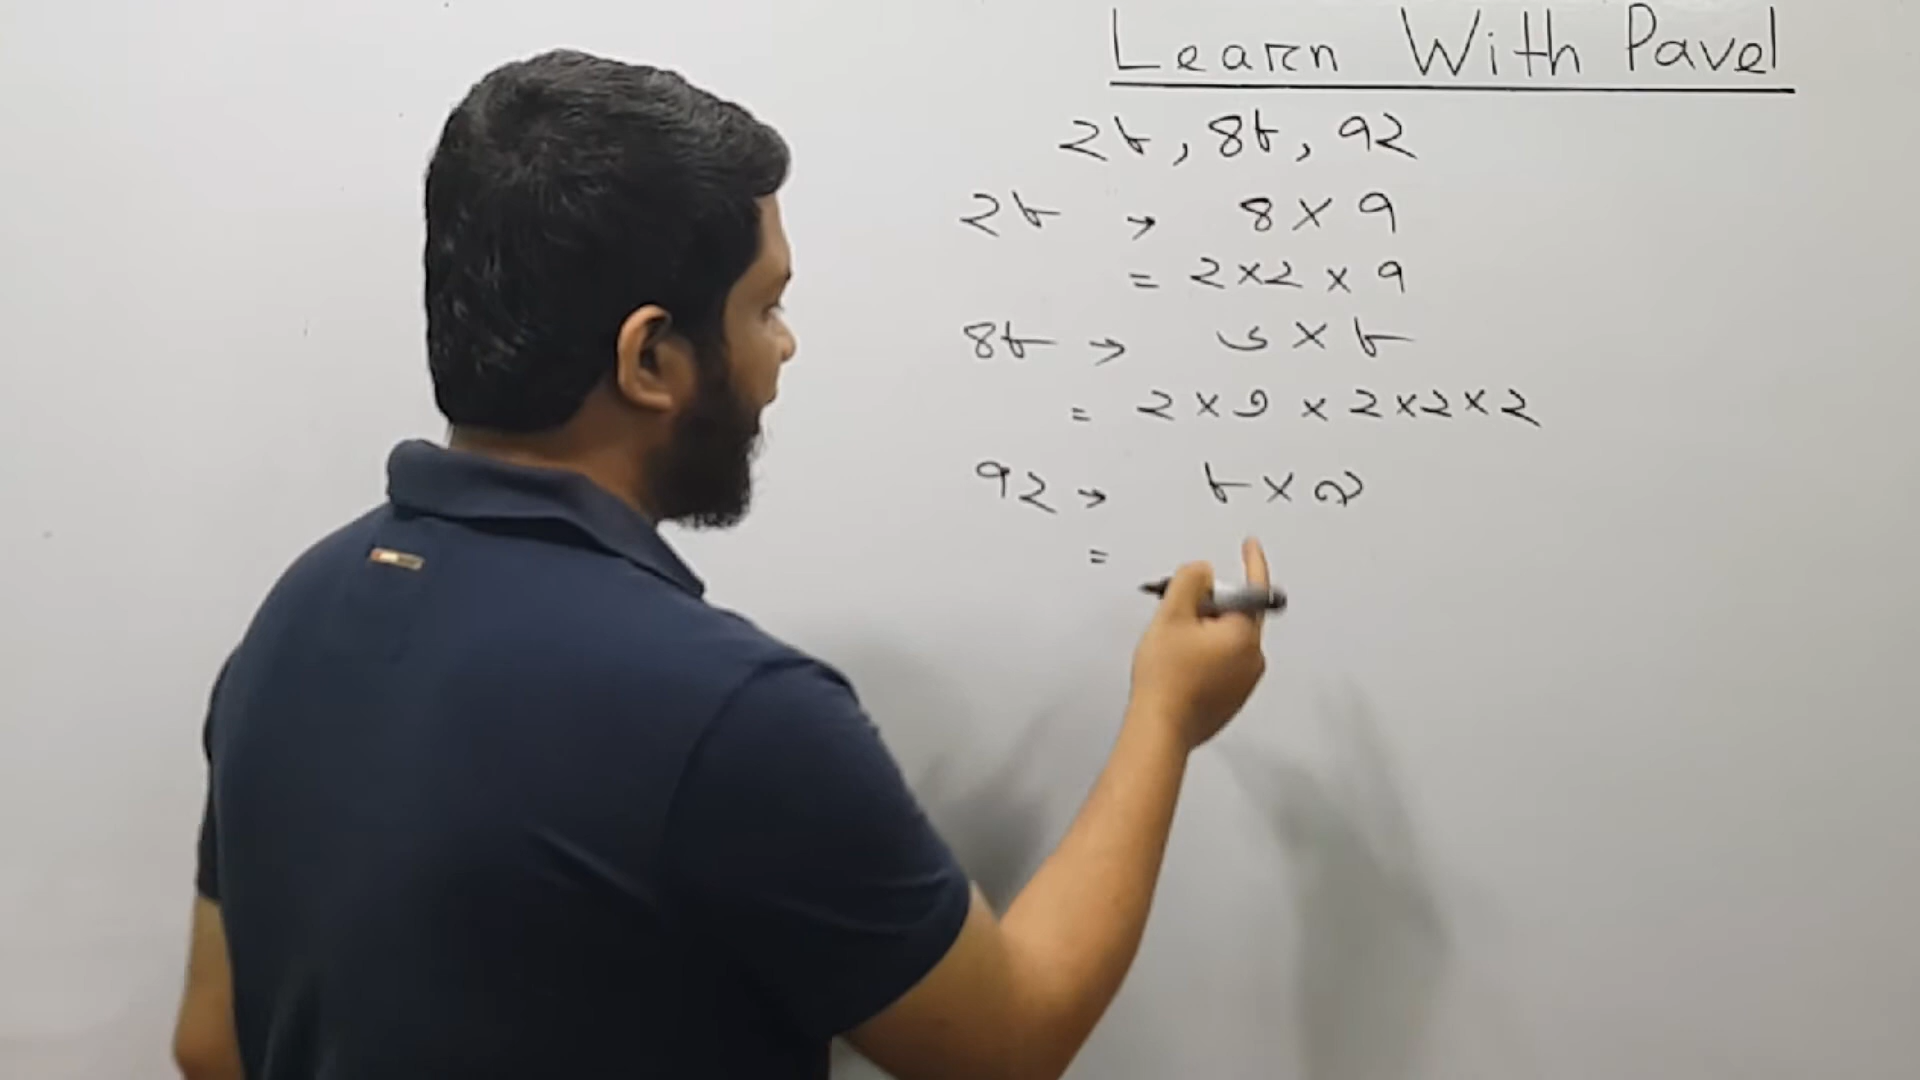 Learn With Pavel
২৮, ৪৮, ৭২
২৮ → ৪ × ৭
= ২ × ২ × ৭
৪৮ → ৬ × ৮
= ২ × ৩ × ২ × ২ × ২
৭২ → ৮ × ৯
=